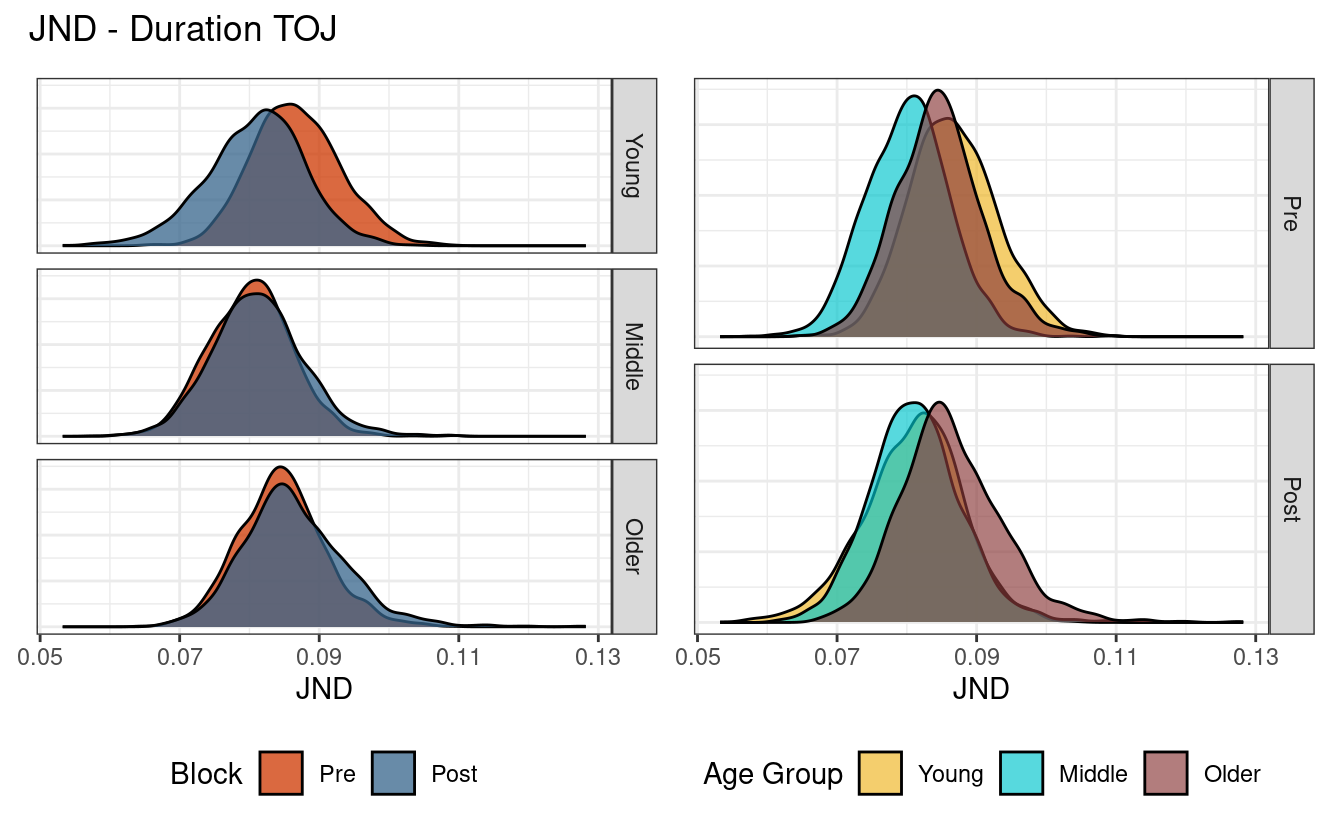 JND - Duration TOJ
Young
Middle
Older
0.05 0.07 0.09 0.11 0.13
JND
Block Pre Post
Pre
Post
0.05 0.07 0.09 0.11 0.13
JND
Age Group Young Middle Older